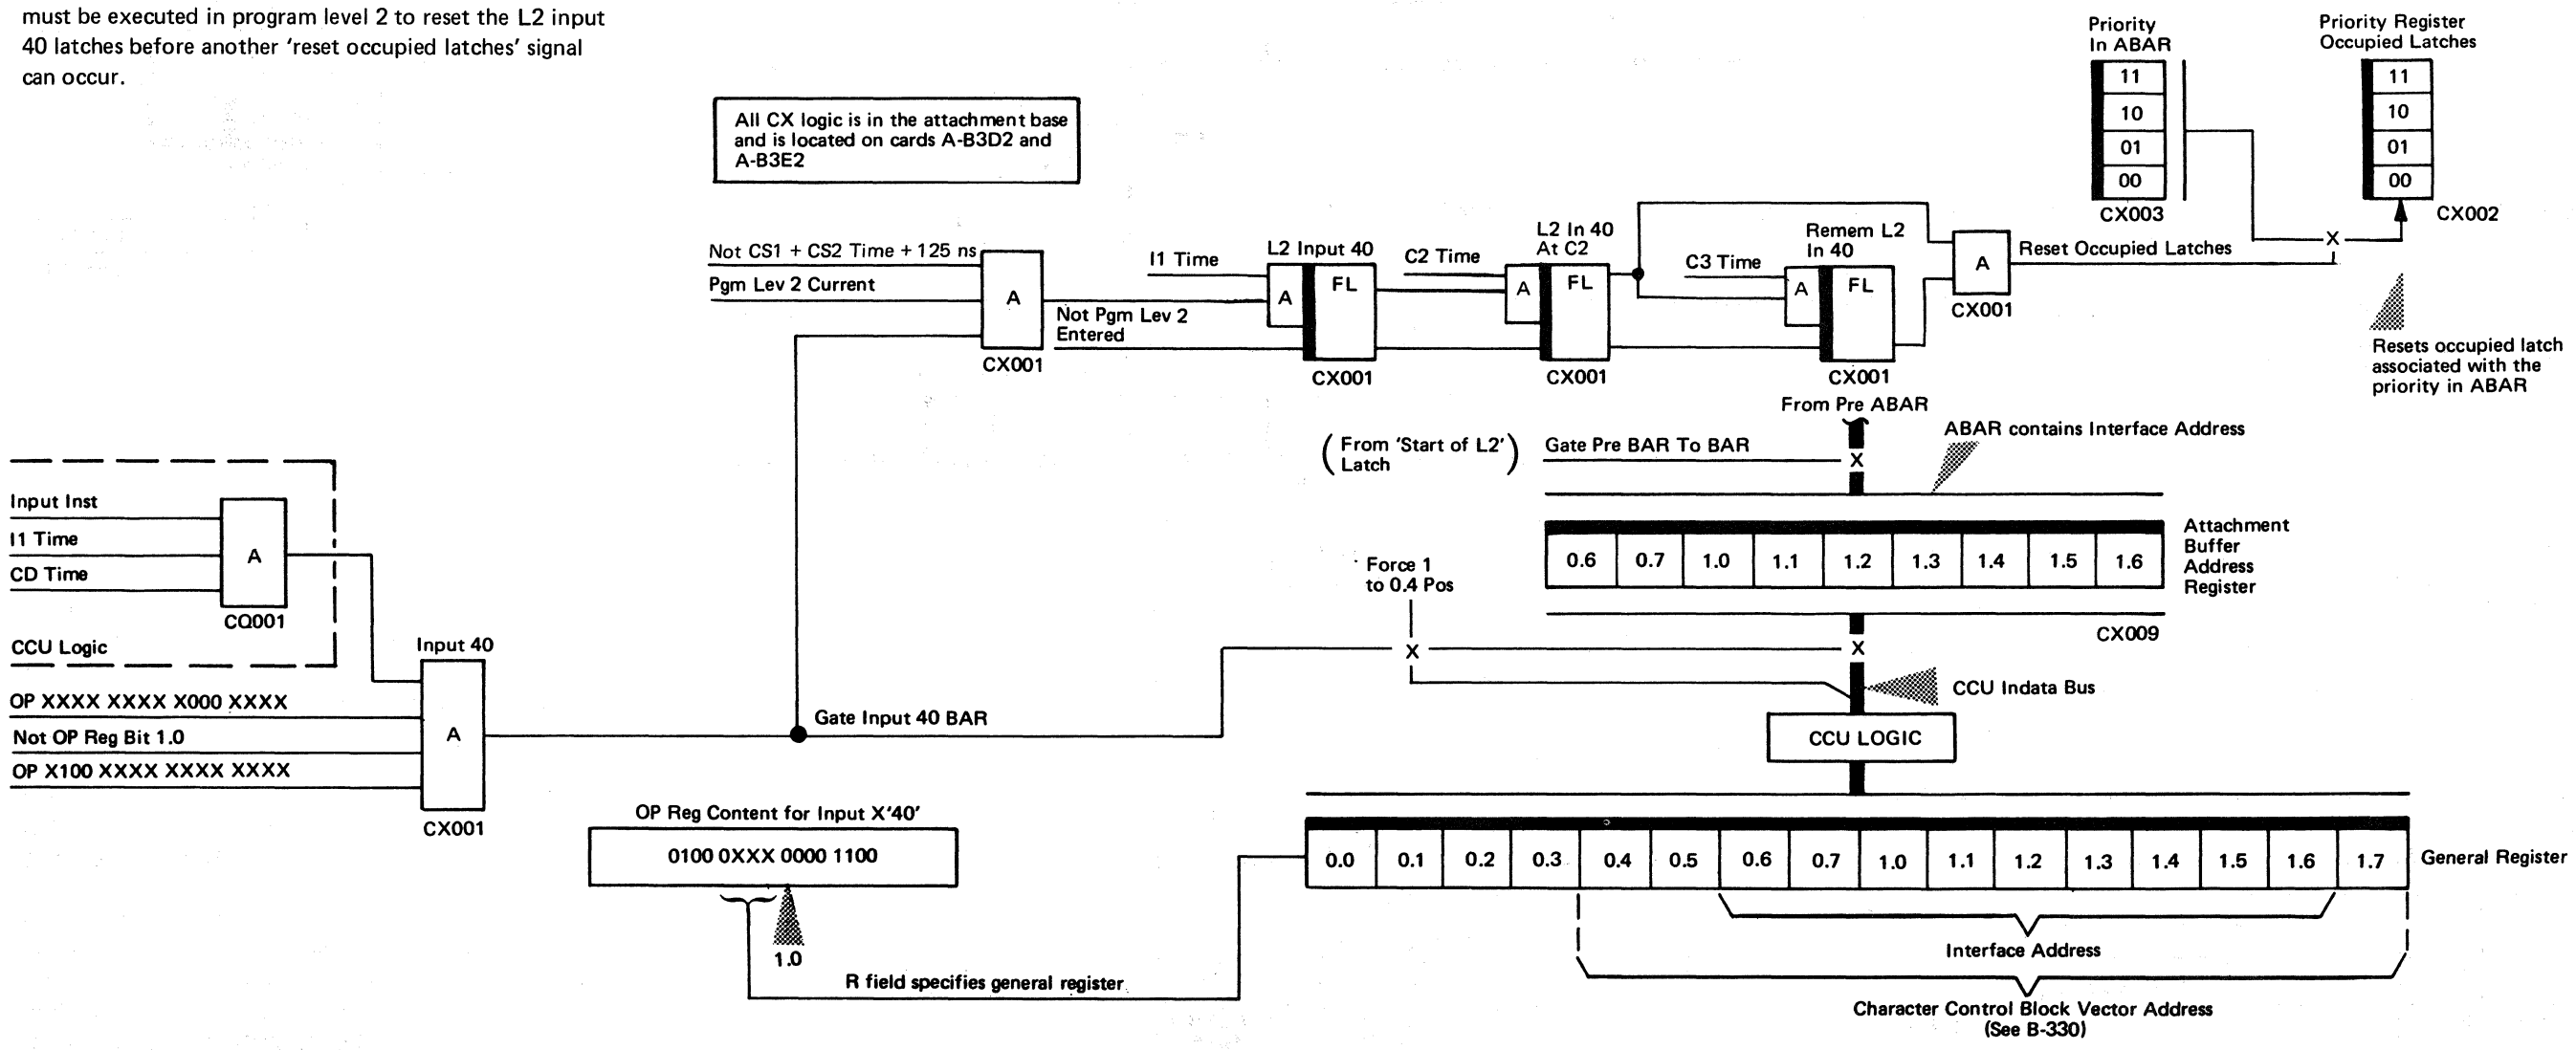 must be executed in program level 2 to reset the L2 input
40 latches before another ‘reset occupied latches’ signal
can occur.
All CX logic is in the attachment base
and is located on cards A-B3D2 and
A-B3E2
Priority
In ABAR
11
10
01
00
CX003
Priority Register
Occupied Latches
11
10
01
00
CX002
Not CS1 + CS2 Time + 125 ns
Pgm Lev 2 Current
A
CX001
Not Pgm Lev 2
Entered
I1 Time
L2 Input 40
A
FL
CX001
C2 Time
L2 In 40
At C2
A
FL
CX001
C3 Time
Remem L2
In 40
A
FL
CX001
A
CX001
Reset Occupied Latches
X
Resets occupied latch
associated with the
priority in ABAR
From Pre ABAR
(From ‘Start of L2’)
Latch
Gate Pre BAR To BAR
X
ABAR contains Interface Address
0.6 0.7 1.0 1.1 1.2 1.3 1.4 1.5 1.6
Attachment
Buffer
Address
Register
CX009
Input Inst
I1 Time
CD Time
A
CQ001
CCU Logic
Input 40
OP XXXX XXXX X000 XXXX
Not OP Reg Bit 1.0
OP X100 XXXX XXXX XXXX
A
CX001
Gate Input 40 BAR
Force 1
to 0.4 Pos
X
X
CCU Indata Bus
CCU LOGIC
OP Reg Content for Input X‘40’
0100 0XXX 0000 1100
1.0
R field specifies general register
0.0 0.1 0.2 0.3 0.4 0.5 0.6 0.7 1.0 1.1 1.2 1.3 1.4 1.5 1.6 1.7
General Register
Interface Address
Character Control Block Vector Address
(See B-330)